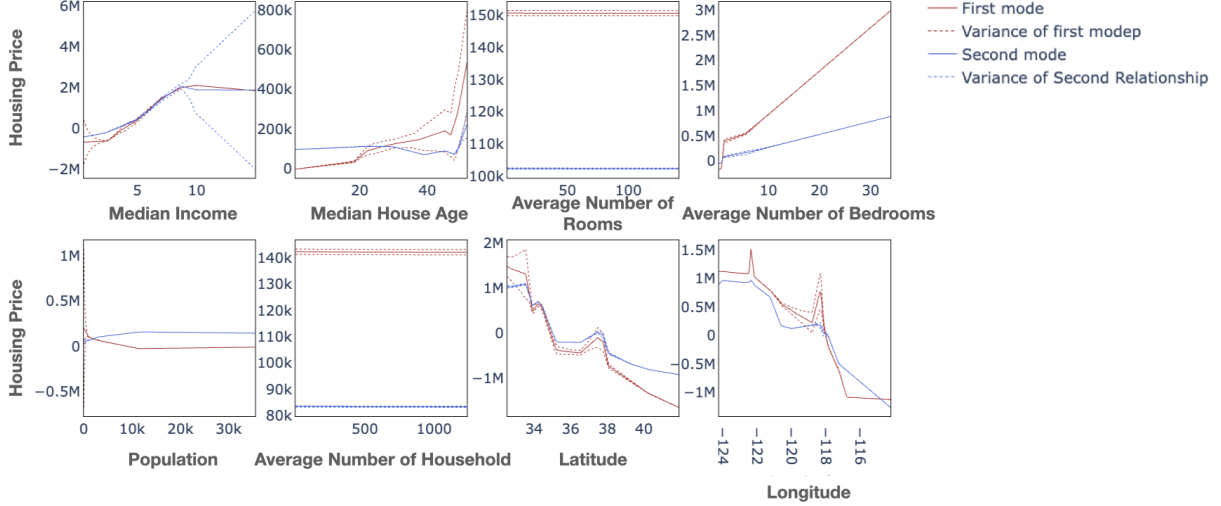 Housing Price
6M
4M
2M
0
−2M
5
10
Median Income
800k
600k
400k
200k
0
20
40
Median House Age
150k
140k
130k
120k
110k
100k
50
100
Average Number of
Rooms
3M
2.5M
2M
1.5M
1M
0.5M
0
0
10
20
30
Average Number of Bedrooms
First mode
Variance of first modep
Second mode
Variance of Second Relationship
Housing Price
1M
0.5M
0
−0.5M
0
10k
20k
30k
Population
140k
130k
120k
110k
100k
90k
80k
500
1000
Average Number of Household
2M
1M
0
−1M
34
36
38
40
Latitude
1.5M
1M
0.5M
0
−0.5M
−1M
−124
−122
−120
−118
−116
Longitude